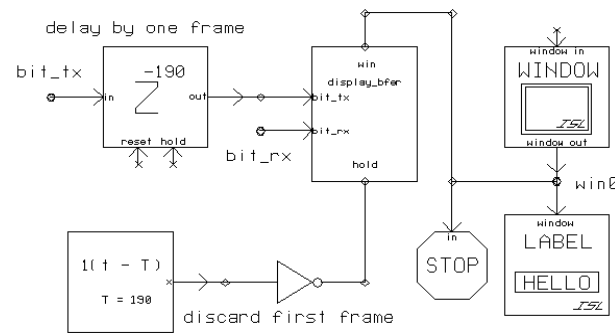 delay by one frame
bit_tx
in
Z
-190
out
reset hold
win
display_bfer
bit_tx
bit_rx
hold
bit_rx
window in
WINDOW
ISL
window out
win0
1(t - T)
T = 190
x
discard first frame
in
STOP
window
LABEL
HELLO
ISL